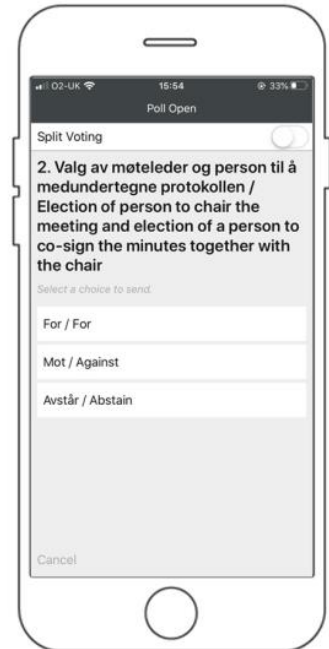 O2-UK 15:54 33%
Poll Open
Split Voting
2. Valg av møteleder og person til å
medundertegne protokollen /
Election of person to chair the
meeting and election of a person to
co-sign the minutes together with
the chair
Select a choice to send.
For / For
Mot / Against
Avstår / Abstain
Cancel